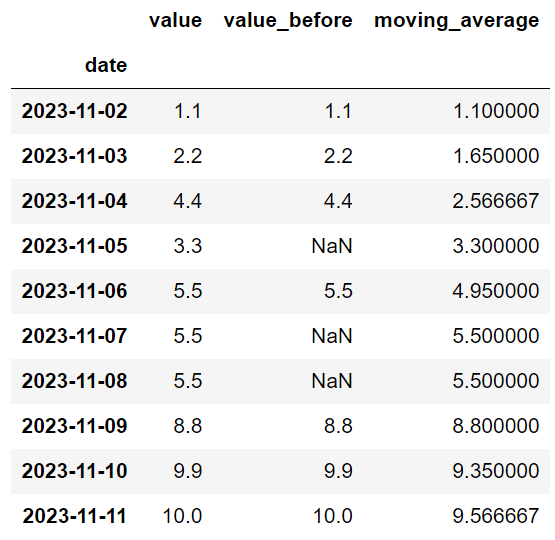 value value_before moving_average
date
2023-11-02 1.1 1.1 1.100000
2023-11-03 2.2 2.2 1.650000
2023-11-04 4.4 4.4 2.566667
2023-11-05 3.3 NaN 3.300000
2023-11-06 5.5 5.5 4.950000
2023-11-07 5.5 NaN 5.500000
2023-11-08 5.5 NaN 5.500000
2023-11-09 8.8 8.8 8.800000
2023-11-10 9.9 9.9 9.350000
2023-11-11 10.0 10.0 9.566667